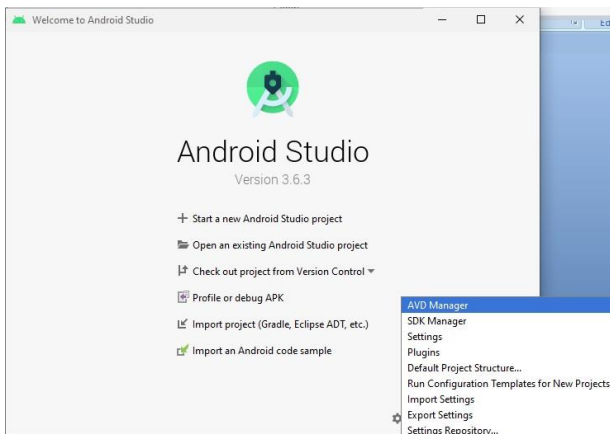 Welcome to Android Studio
Ed
Android Studio
Version 3.6.3
Start a new Android Studio project
Open an existing Android Studio project
Check out project from Version Control
Profile or debug APK
Import project (Gradle, Eclipse ADT, etc.)
Import an Android code sample
AVD Manager
SDK Manager
Settings
Plugins
Default Project Structure...
Run Configuration Templates for New Projects
Import Settings
Export Settings
Settings Repository...